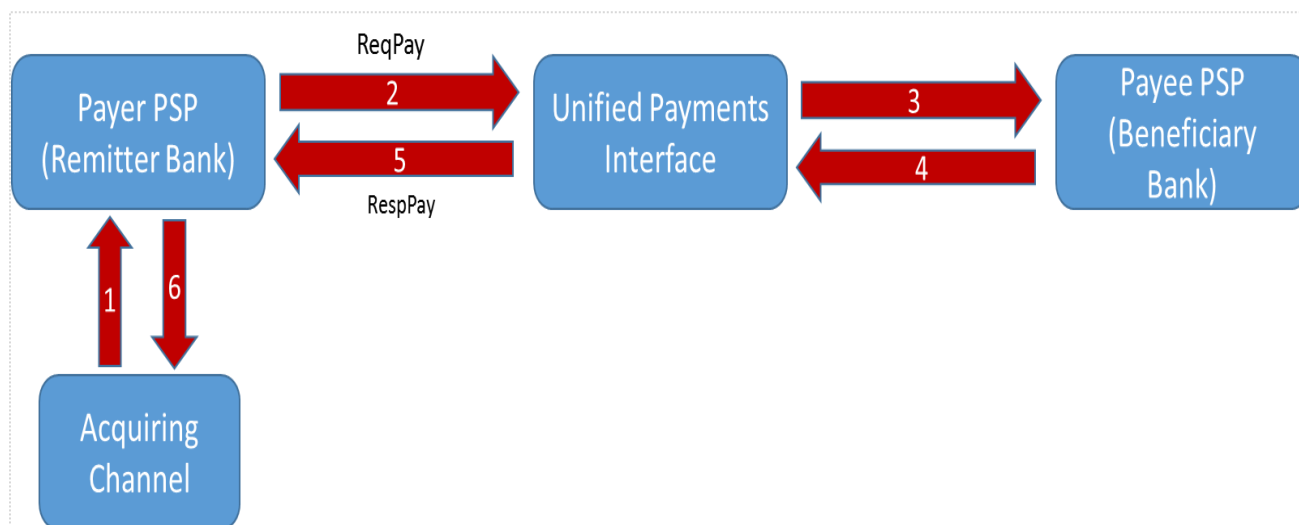 ReqPay
Payer PSP
(Remitter Bank)
2
5
RespPay
Unified Payments
Interface
3
4
Payee PSP
(Beneficiary
Bank)
1
6
Acquiring
Channel